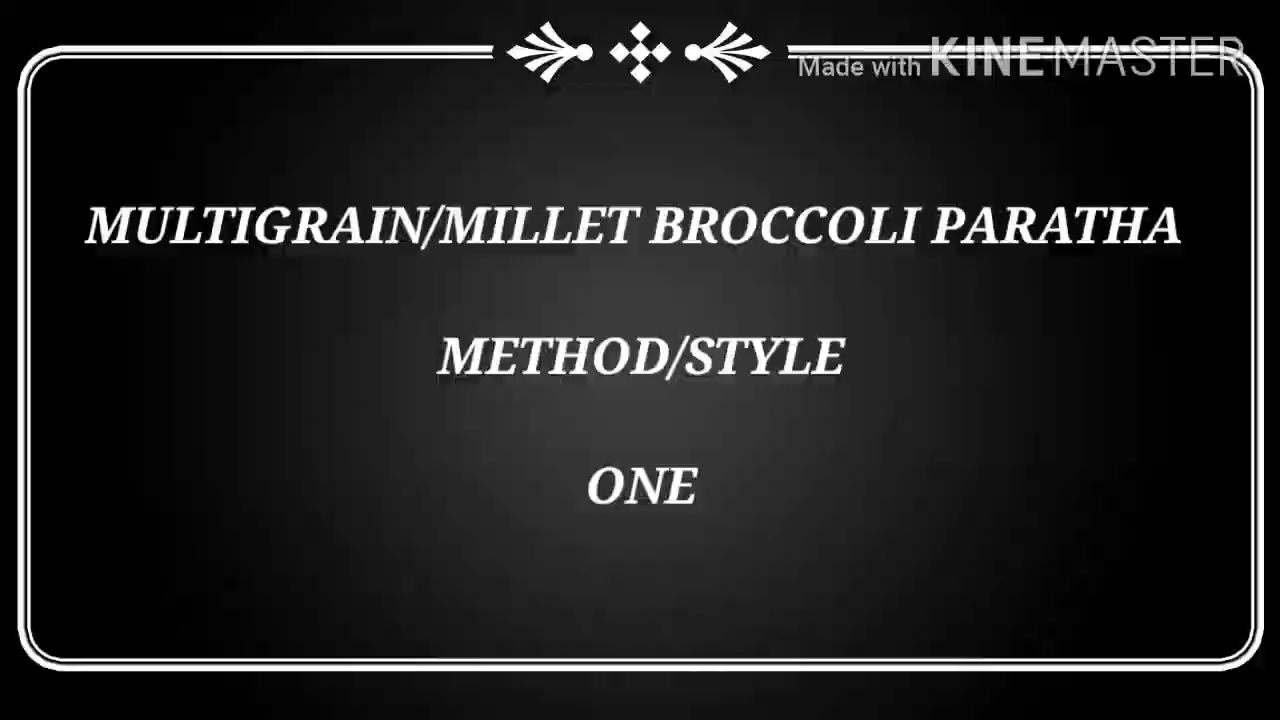 Made with KINEMASTER
MULTIGRAIN/MILLET BROCCOLI PARATHA
METHOD/STYLE
ONE